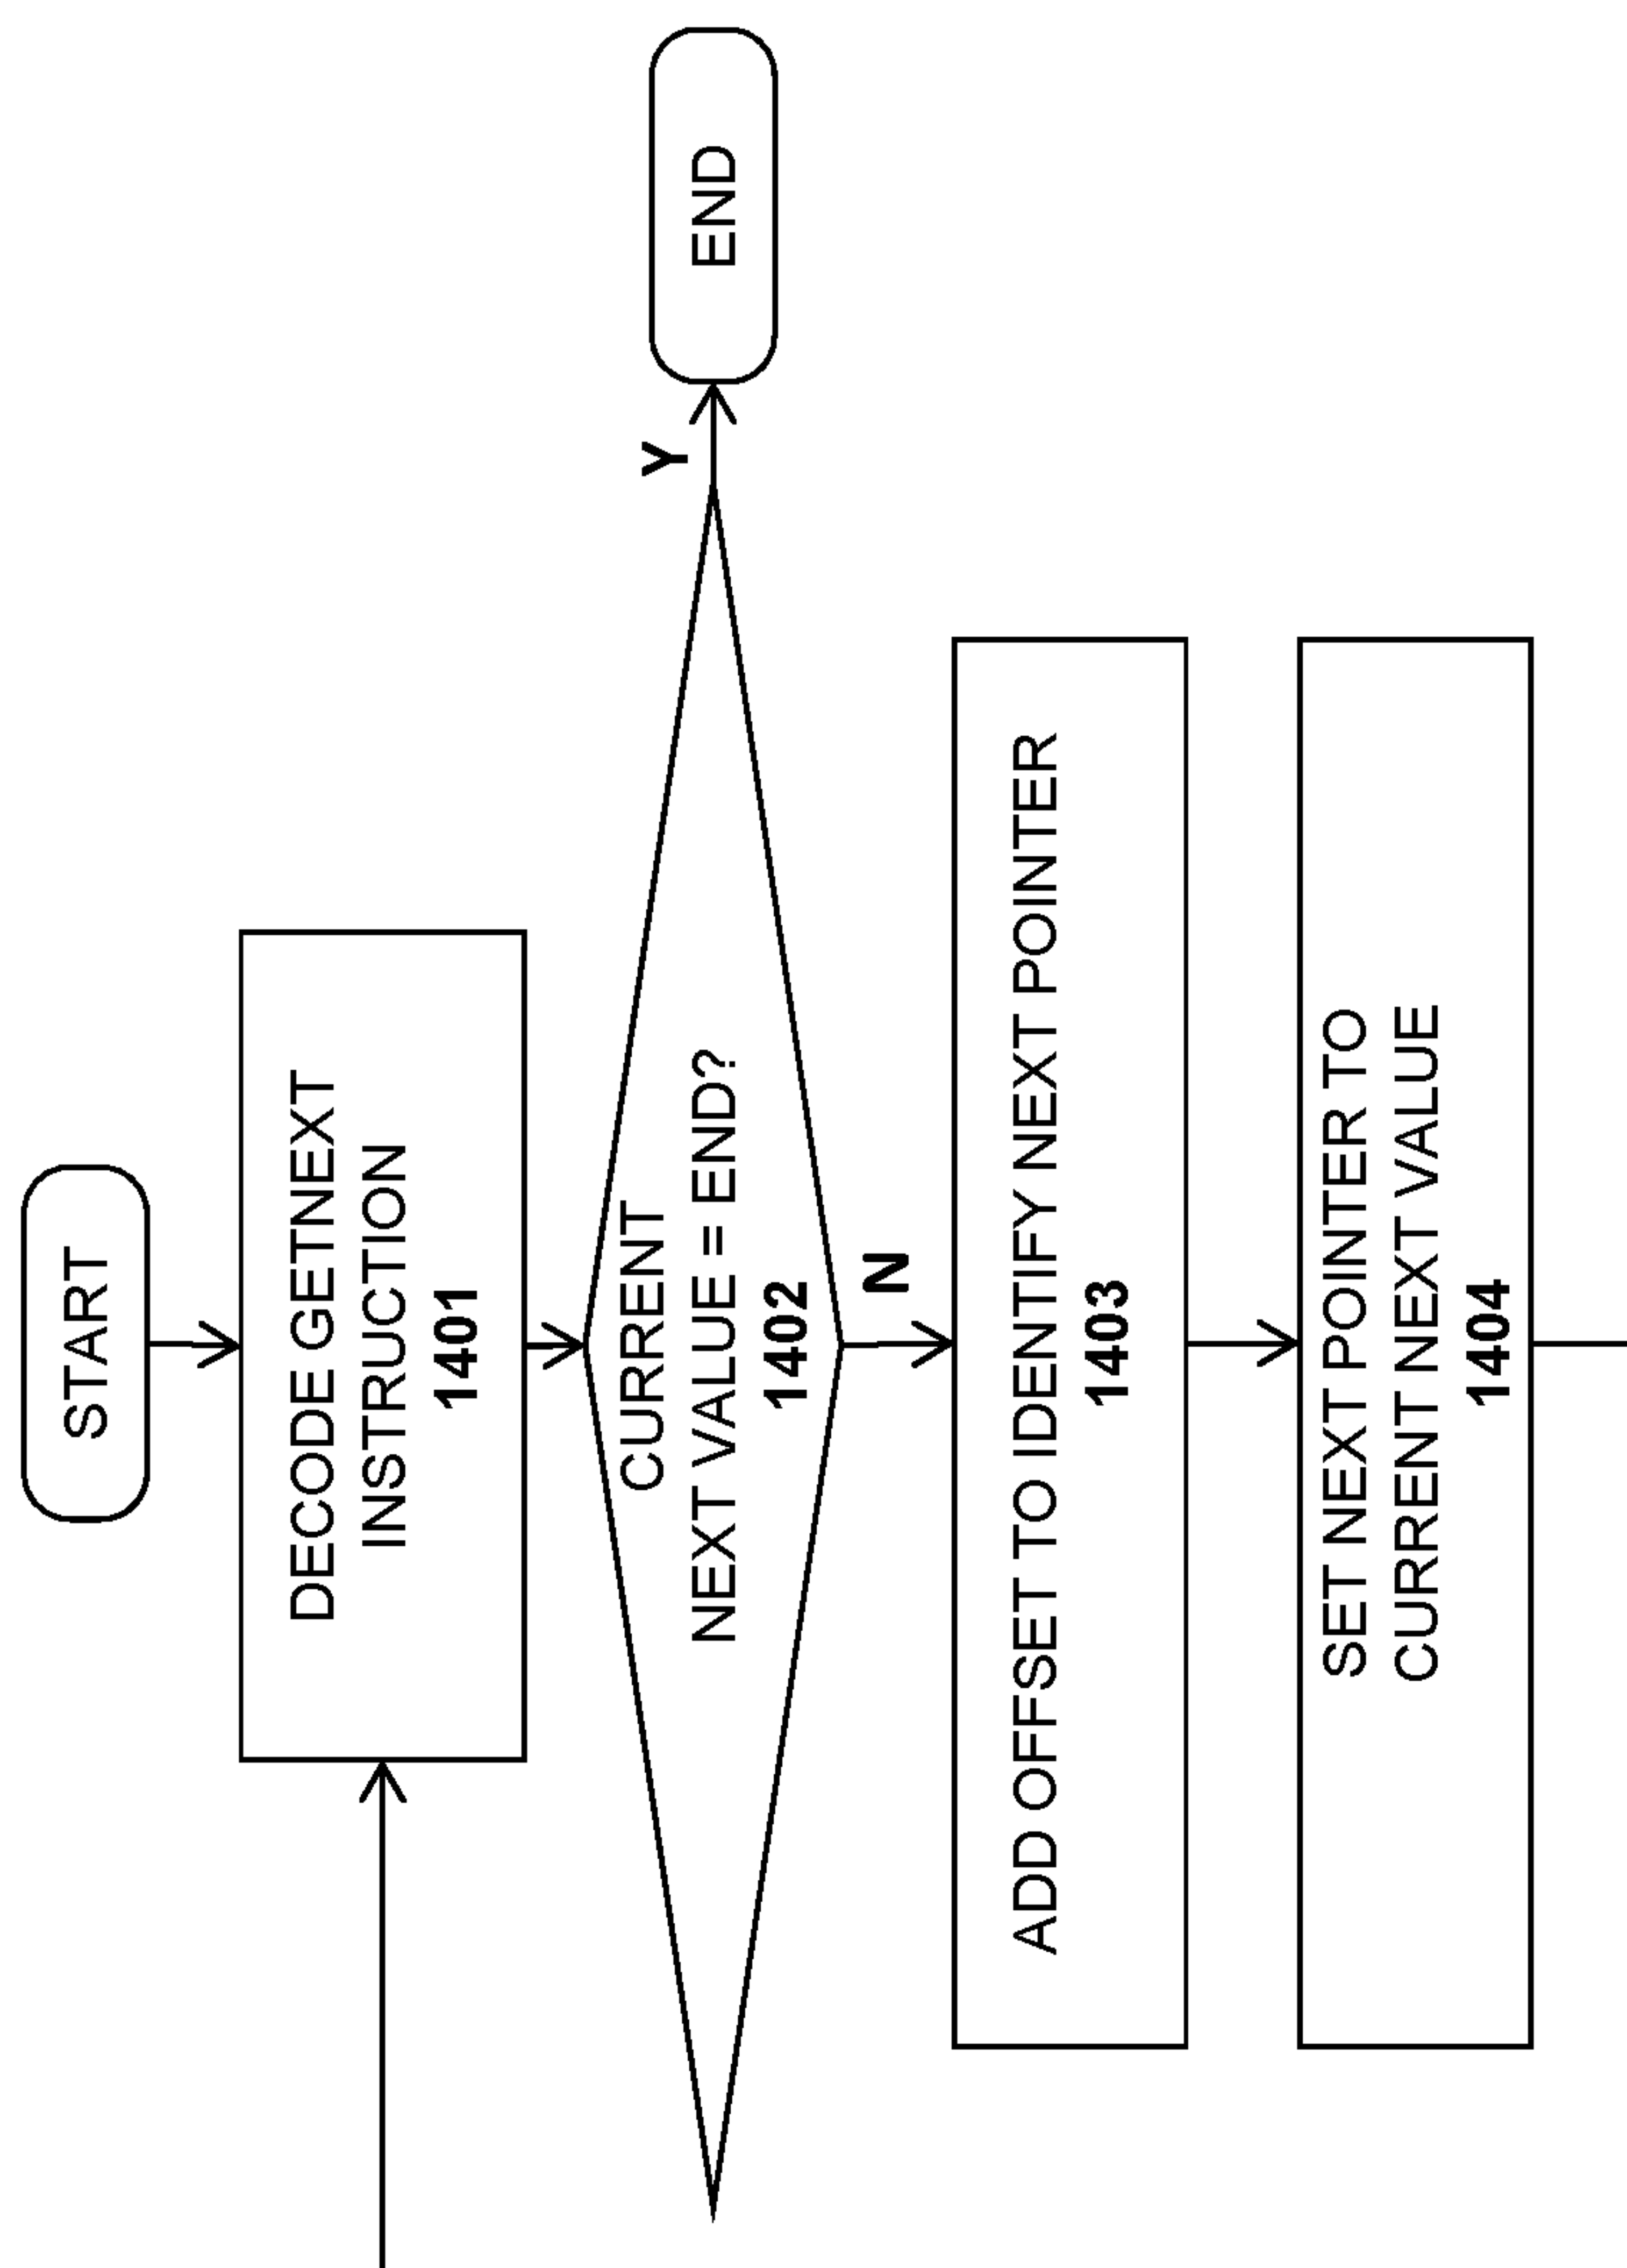 START
DECODE GETNEXT
INSTRUCTION
1401
CURRENT
NEXT VALUE = END?
1402
Y
END
N
ADD OFFSET TO IDENTIFY NEXT POINTER
1403
SET NEXT POINTER TO
CURRENT NEXT VALUE
1404